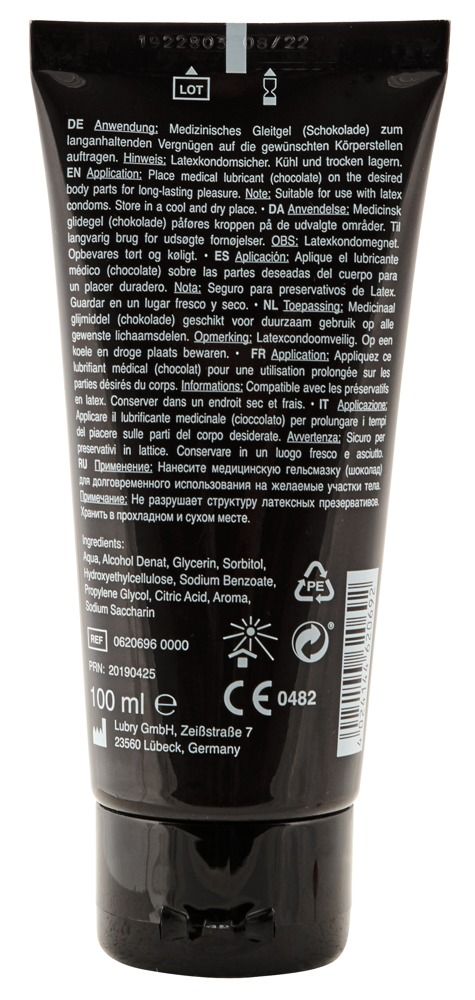 1922803 08/22
LOT
DE Anwendung: Medizinisches Gleitgel (Schokolade) zum
langanhaltenden Vergnügen auf die gewünschten Körperstellen
auftragen. Hinweis: Latexkondomsicher. Kühl und trocken lagern.
EN Application: Place medical lubricant (chocolate) on the desired
body parts for long-lasting pleasure. Note: Suitable for use with latex
condoms. Store in a cool and dry place. • DA Anvendelse: Medicinsk
glidegel (chokolade) påføres kroppen på de udvalgte områder. Til
langvarig brug for udsøgte fornøjelser. OBS: Latexkondomegnet.
Opbevares tørt og køligt. • ES Aplicación: Aplique el lubricante
médico (chocolate) sobre las partes deseadas del cuerpo para
un placer duradero. Nota: Seguro para preservativos de Latex.
Guardar en un lugar fresco y seco. • NL Toepassing: Medicinaal
glijmiddel (chokolade) geschikt voor duurzaam gebruik op alle
gewenste lichaamsdelen. Opmerking: Latexcondoomveilig. Op een
koele en droge plaats bewaren. • FR Application: Appliquez ce
lubrifiant médical (chocolat) pour une utilisation prolongée sur les
parties désirés du corps. Informations: Compatible avec les préservatifs
en latex. Conserver dans un endroit sec et frais. • IT Applicazione:
Applicare il lubrificante medicinale (cioccolato) per prolungare i tempi
del piacere sulle parti del corpo desiderate. Avvertenza: Sicuro per
preservativi in lattice. Conservare in un luogo fresco e asciutto.
RU Применение: Нанесите медицинскую гельсмазку (шоколад)
для долговременного использования на желаемые участки тела.
Примечание: Не разрушает структуру латексных презервативов.
Хранить в прохладном и сухом месте.
Ingredients:
Aqua, Alcohol Denat, Glycerin, Sorbitol,
Hydroxyethylcellulose, Sodium Benzoate,
Propylene Glycol, Citric Acid, Aroma,
Sodium Saccharin
PE
REF 0620696 0000
PRN: 20190425
100 ml ℮
CE 0482
Lubry GmbH, Zeißstraße 7
23560 Lübeck, Germany
4024144620692